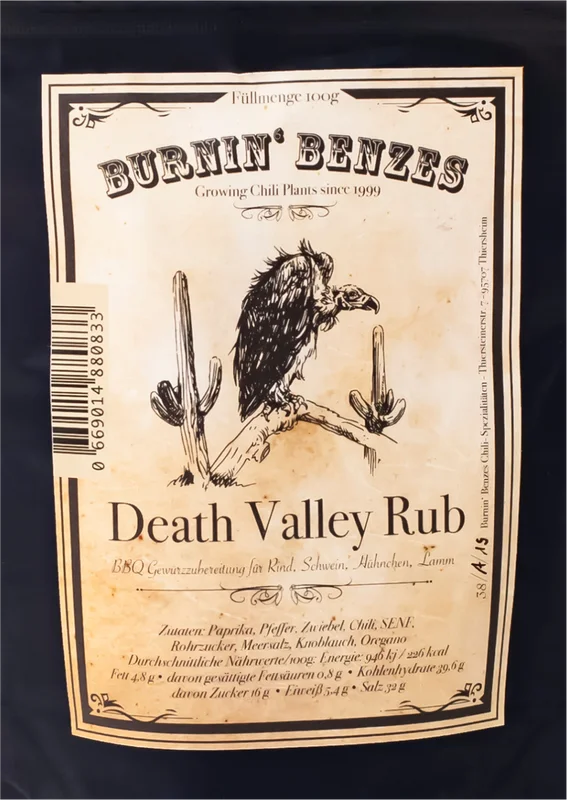 Füllmenge 100g
BURNIN' BENZES
Growing Chili Plants since 1999
0 669014 880833
Burnin' Benzes Chili-Spezialitäten - Thiersteinerstr. 7 - 95707 Thiersheim
38/A/15
Death Valley Rub
BBQ Gewürzzubereitung für Rind, Schwein, Hähnchen, Lamm
Zutaten: Paprika, Pfeffer, Zwiebel, Chili, SENF,
Rohrzucker, Meersalz, Knoblauch, Oregano
Durchschnittliche Nährwerte/100g: Energie: 946 kj / 226 kcal
Fett 4,8 g • davon gesättigte Fettsäuren 0,8 g • Kohlenhydrate 39,6 g
davon Zucker 16 g • Eiweiß 5,4 g • Salz 32 g